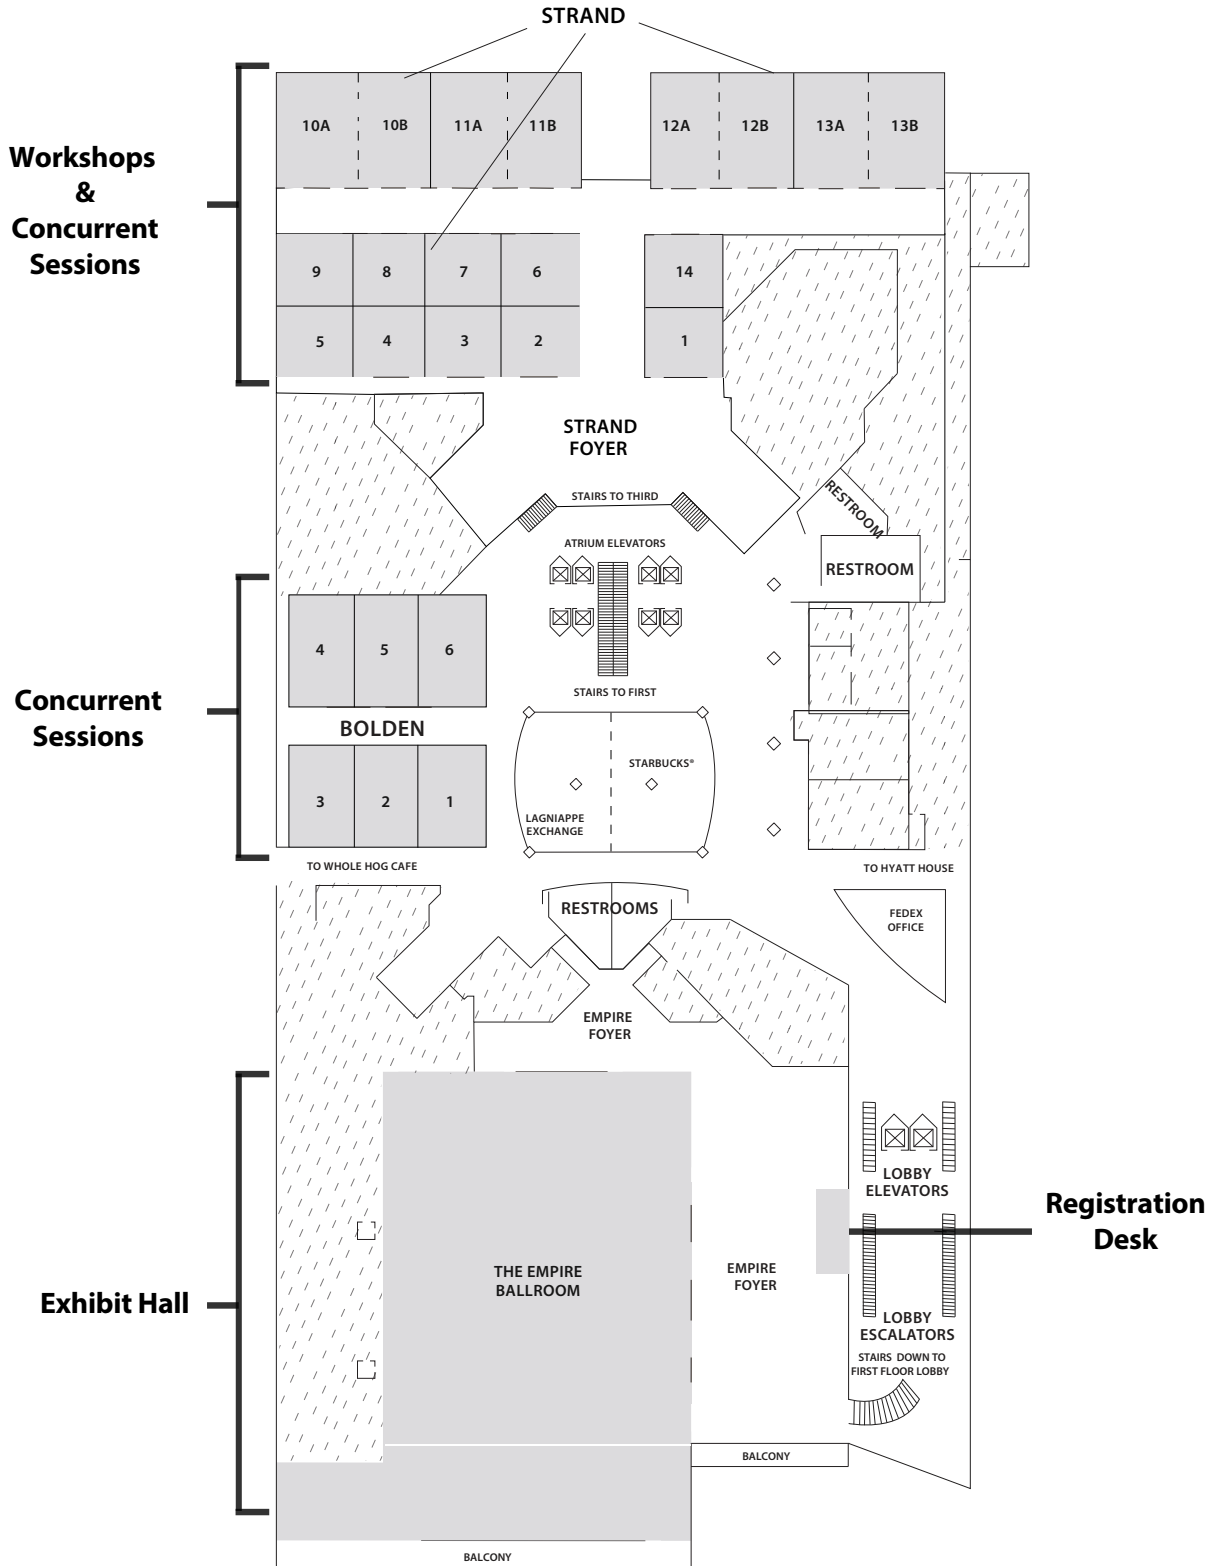 STRAND
10A
10B
11A
11B
12A
12B
13A
13B
Workshops
&
Concurrent
Sessions
9
8
7
6
14
5
4
3
2
1
STRAND
FOYER
STAIRS TO THIRD
RESTROOM
ATRIUM ELEVATORS
RESTROOM
4
5
6
STAIRS TO FIRST
Concurrent
Sessions
BOLDEN
STARBUCKS®
3
2
1
LAGNIAPPE
EXCHANGE
TO WHOLE HOG CAFE
TO HYATT HOUSE
RESTROOMS
FEDEX
OFFICE
EMPIRE
FOYER
LOBBY
ELEVATORS
Registration
Desk
THE EMPIRE
BALLROOM
EMPIRE
FOYER
Exhibit Hall
LOBBY
ESCALATORS
STAIRS DOWN TO
FIRST FLOOR LOBBY
BALCONY
BALCONY